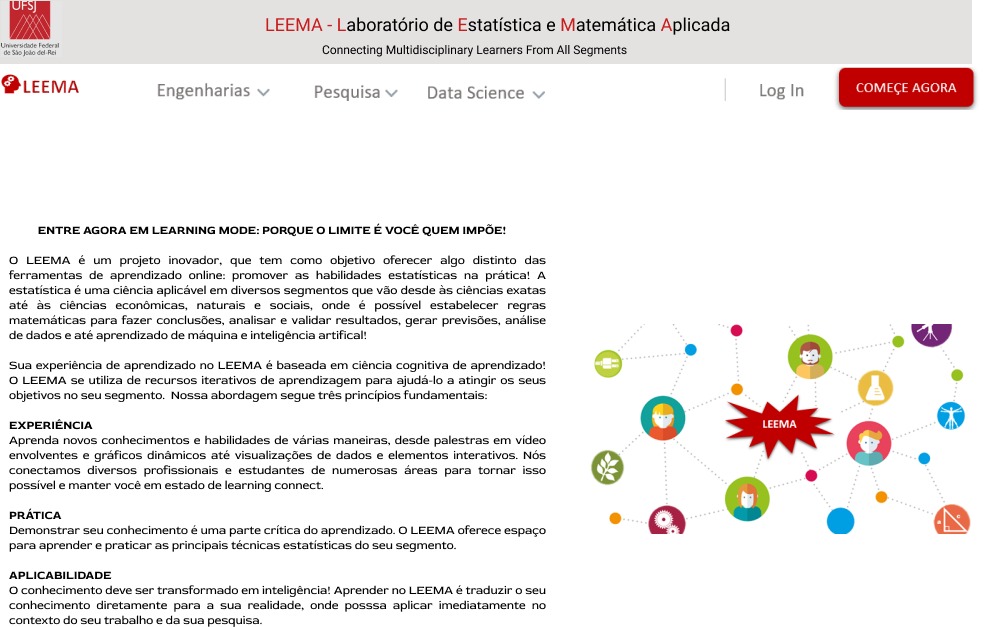 UFSJ
Universidade Federal
de São João del-Rei
LEEMA - Laboratório de Estatística e Matemática Aplicada
Connecting Multidisciplinary Learners From All Segments
LEEMA
Engenharias
Pesquisa
Data Science
Log In
COMEÇE AGORA
ENTRE AGORA EM LEARNING MODE: PORQUE O LIMITE É VOCÊ QUEM IMPÕE!
O LEEMA é um projeto inovador, que tem como objetivo oferecer algo distinto das
ferramentas de aprendizado online: promover as habilidades estatísticas na prática! A
estatística é uma ciência aplicável em diversos segmentos que vão desde às ciências exatas
até às ciências econômicas, naturais e sociais, onde é possível estabelecer regras
matemáticas para fazer conclusões, analisar e validar resultados, gerar previsões, análise
de dados e até aprendizado de máquina e inteligência artifical!
Sua experiência de aprendizado no LEEMA é baseada em ciência cognitiva de aprendizado!
O LEEMA se utiliza de recursos iterativos de aprendizagem para ajudá-lo a atingir os seus
objetivos no seu segmento. Nossa abordagem segue três princípios fundamentais:
EXPERIÊNCIA
Aprenda novos conhecimentos e habilidades de várias maneiras, desde palestras em vídeo
envolventes e gráficos dinâmicos até visualizações de dados e elementos interativos. Nós
conectamos diversos profissionais e estudantes de numerosas áreas para tornar isso
possível e manter você em estado de learning connect.
PRÁTICA
Demonstrar seu conhecimento é uma parte crítica do aprendizado. O LEEMA oferece espaço
para aprender e praticar as principais técnicas estatísticas do seu segmento.
APLICABILIDADE
O conhecimento deve ser transformado em inteligência! Aprender no LEEMA é traduzir o seu
conhecimento diretamente para a sua realidade, onde posssa aplicar imediatamente no
contexto do seu trabalho e da sua pesquisa.
LEEMA
a
c